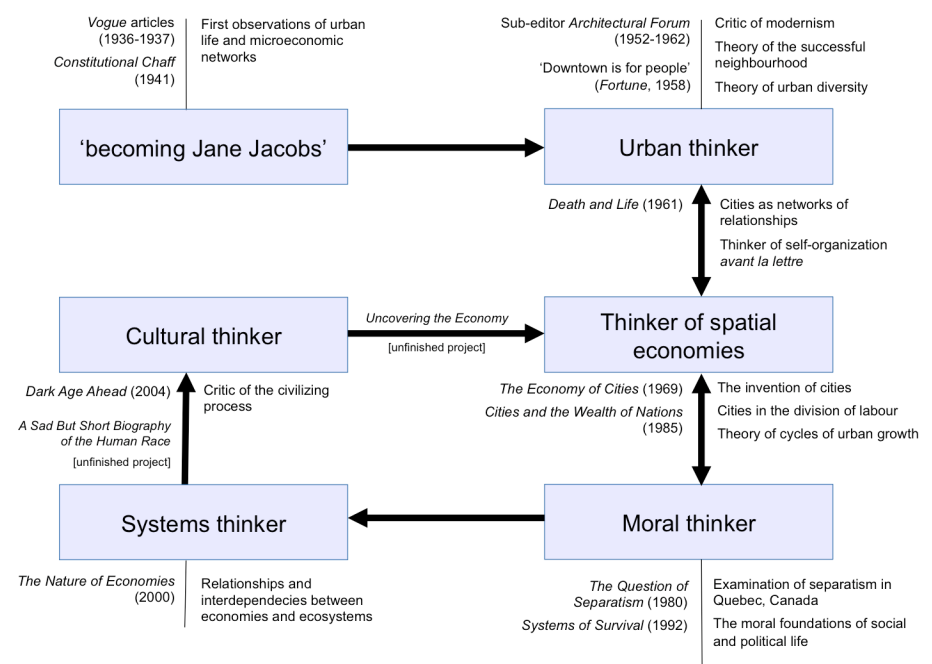 Vogue articles
(1936-1937)
Constitutional Chaff
(1941)
First observations of urban
life and microeconomic
networks
Sub-editor Architectural Forum
(1952-1962)
‘Downtown is for people’
(Fortune, 1958)
Critic of modernism
Theory of the successful
neighbourhood
Theory of urban diversity
‘becoming Jane Jacobs’
Urban thinker
Death and Life (1961)
Cities as networks of
relationships
Thinker of self-organization
avant la lettre
Cultural thinker
Uncovering the Economy
[unfinished project]
Thinker of spatial
economies
Dark Age Ahead (2004)
A Sad But Short Biography
of the Human Race
[unfinished project]
Critic of the civilizing
process
The Economy of Cities (1969)
Cities and the Wealth of Nations
(1985)
The invention of cities
Cities in the division of labour
Theory of cycles of urban growth
Systems thinker
Moral thinker
The Nature of Economies
(2000)
Relationships and
interdependecies between
economies and ecosystems
The Question of
Separatism (1980)
Systems of Survival (1992)
Examination of separatism in
Quebec, Canada
The moral foundations of social
and political life